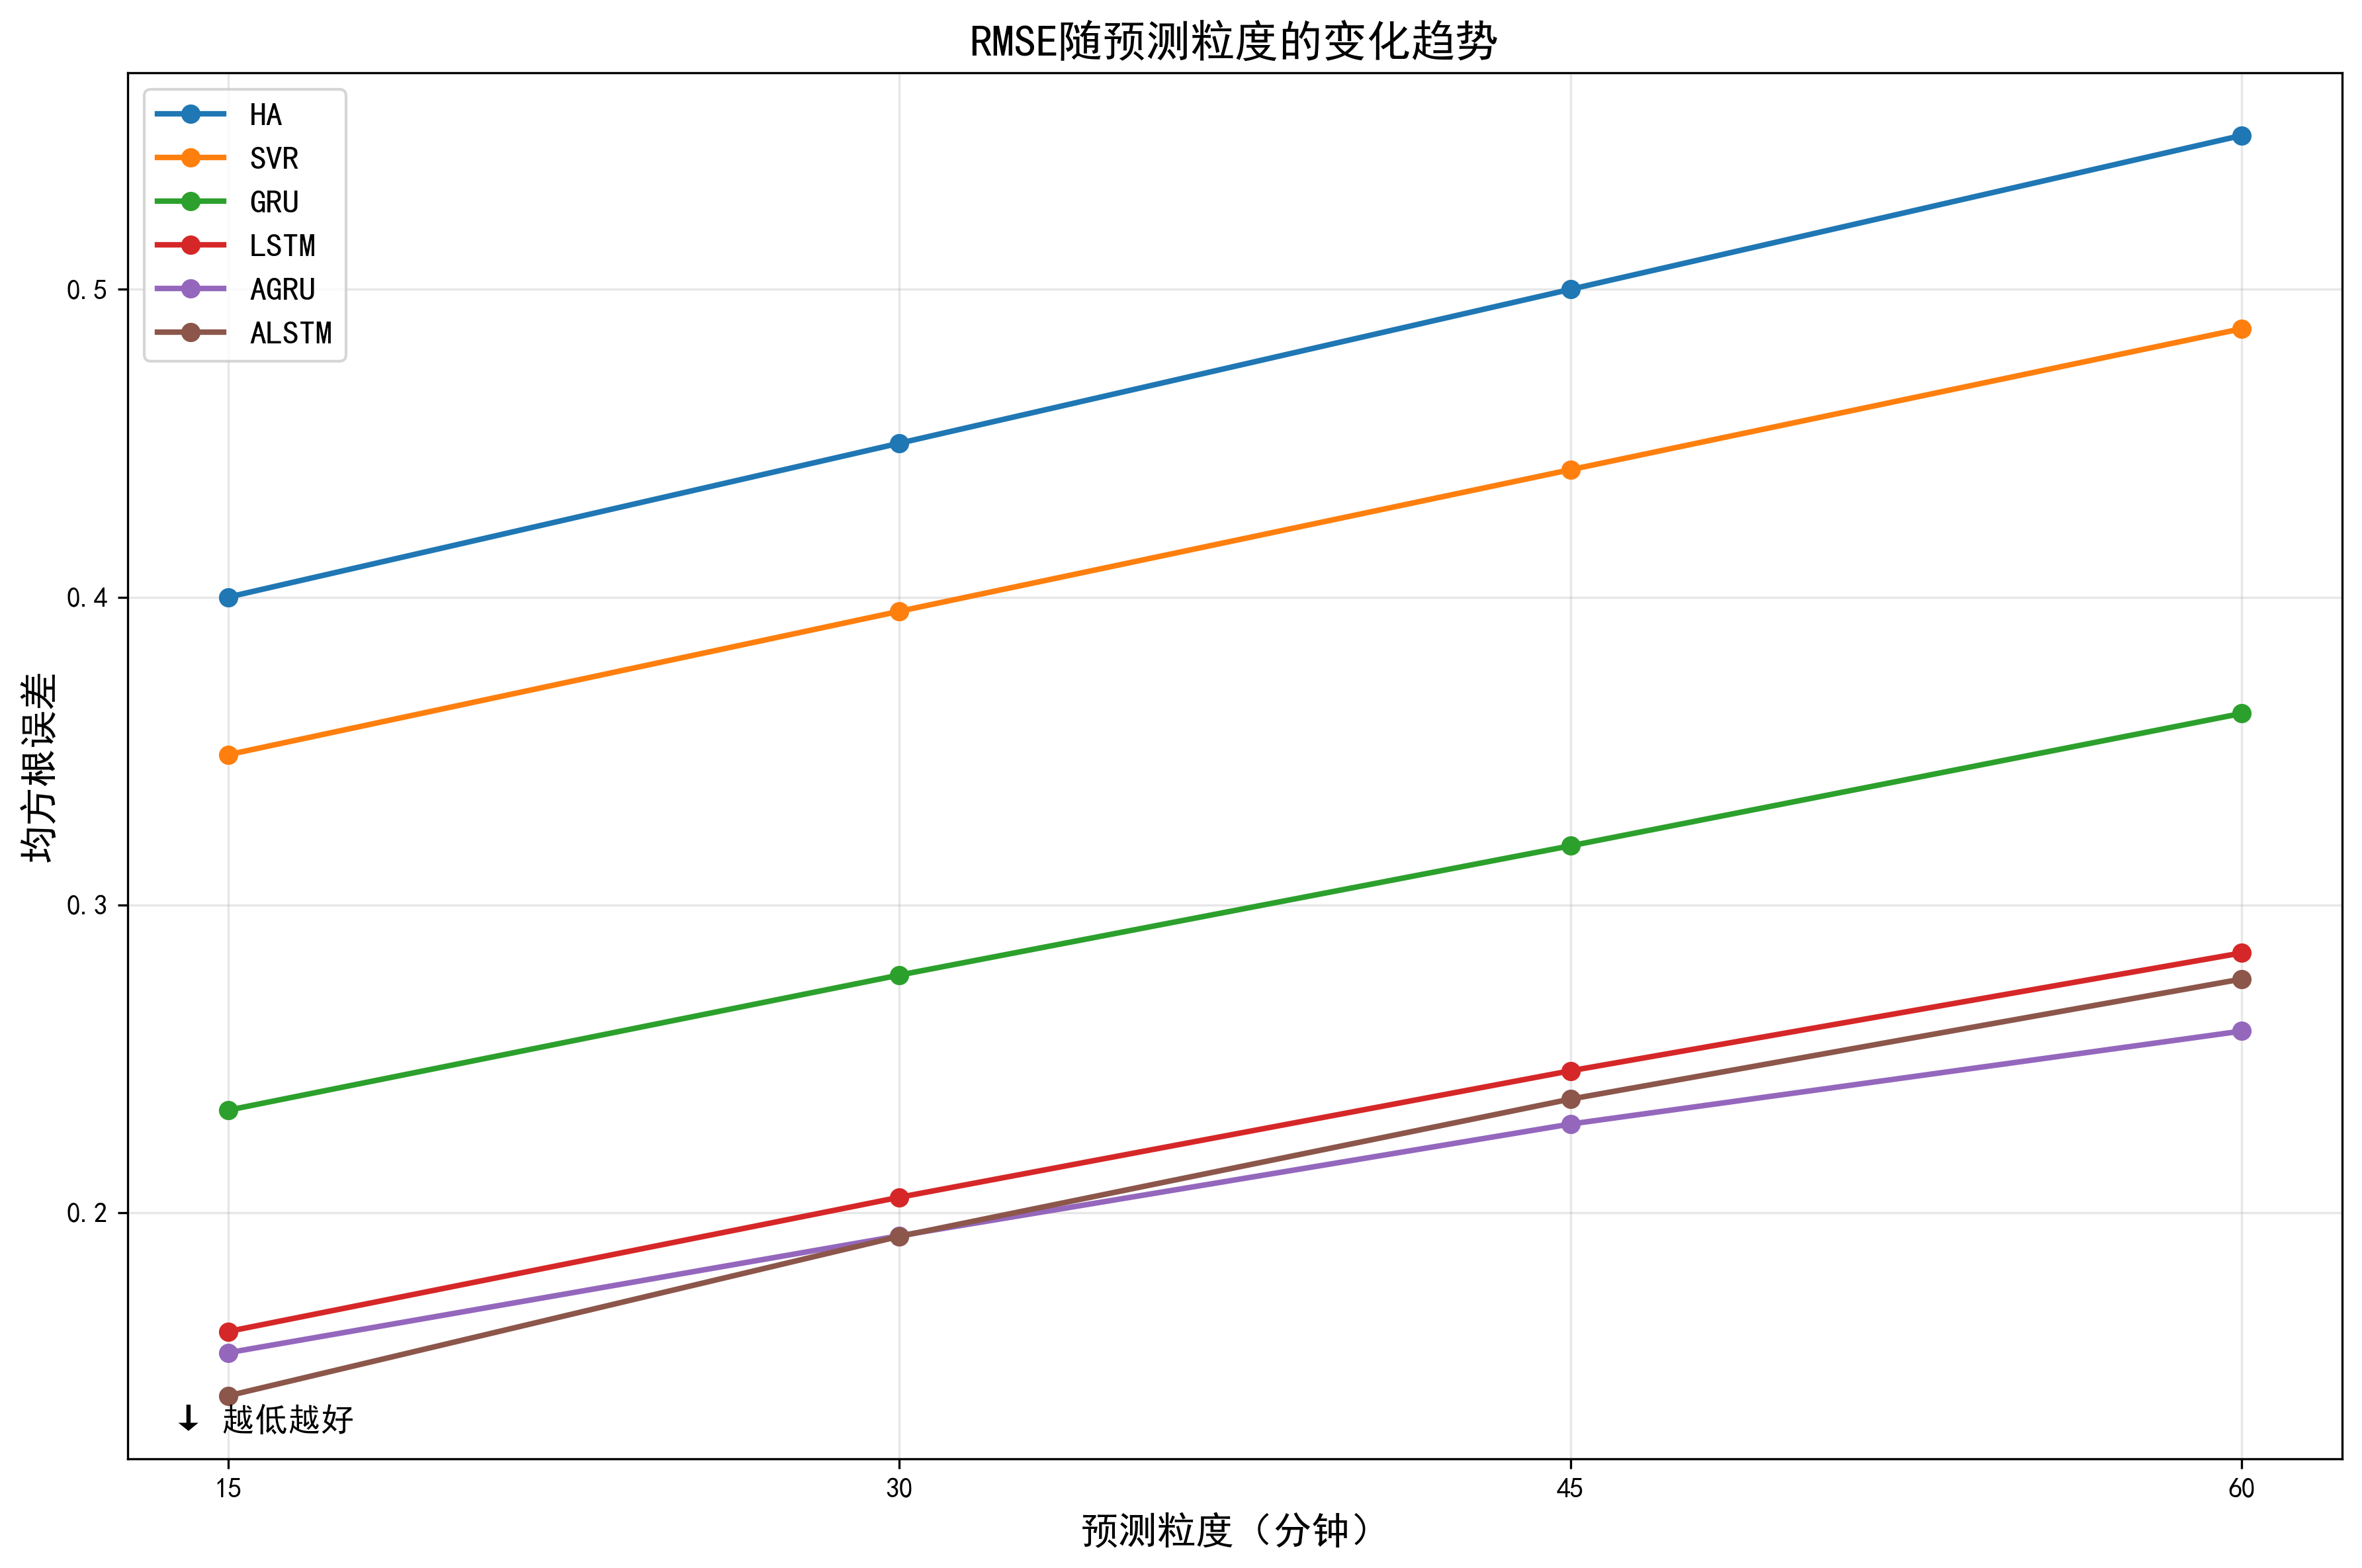 RMSE随预测粒度的变化趋势
HA
SVR
GRU
LSTM
AGRU
ALSTM
均方根误差
0.5
0.4
0.3
0.2
↓ 越低越好
15 30 45 60
预测粒度（分钟）